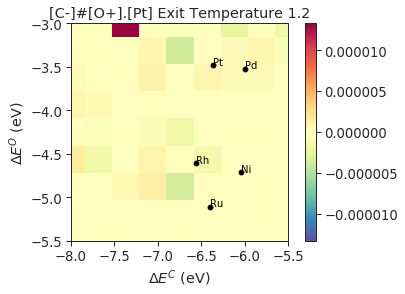 [C-]#[O+].[Pt] Exit Temperature 1.2
−3.0
−3.5
−4.0
−4.5
−5.0
−5.5
ΔE^O (eV)
Pt
Pd
Rh
Ni
Ru
−8.0 −7.5 −7.0 −6.5 −6.0 −5.5
ΔE^C (eV)
0.000010
0.000005
0.000000
−0.000005
−0.000010